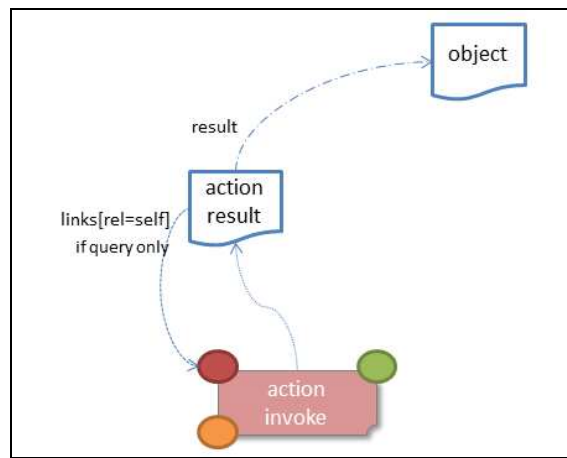 object
result
action
result
links[rel=self]
if query only
action
invoke